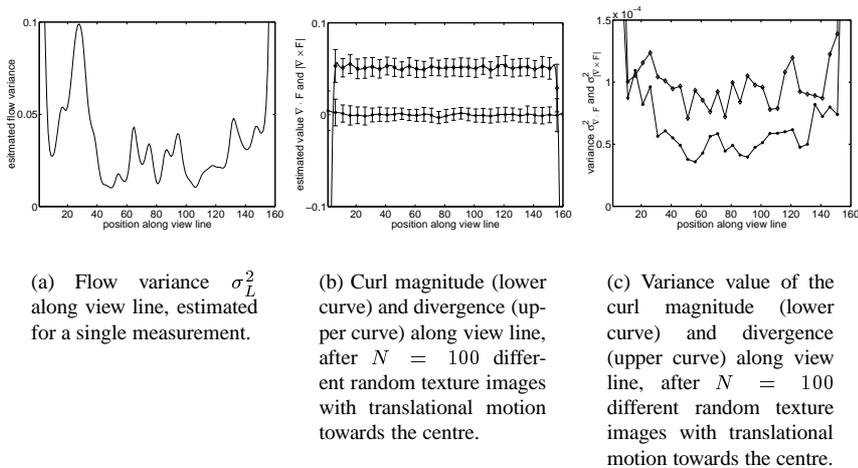 0.1
0.05
0
estimated flow variance
20 40 60 80 100 120 140 160
position along view line
0.1
0
−0.1
estimated value ∇ · F and |∇ × F|
20 40 60 80 100 120 140 160
position along view line
1.5 x 10⁻⁴
1
0.5
0
variance σ²∇ · F and σ²|∇ × F|
20 40 60 80 100 120 140 160
position along view line
(a) Flow variance σ²L
along view line, estimated
for a single measurement.
(b) Curl magnitude (lower
curve) and divergence (up-
per curve) along view line,
after N = 100 differ-
ent random texture images
with translational motion
towards the centre.
(c) Variance value of the
curl magnitude (lower
curve) and divergence
(upper curve) along view
line, after N = 100
different random texture
images with translational
motion towards the centre.